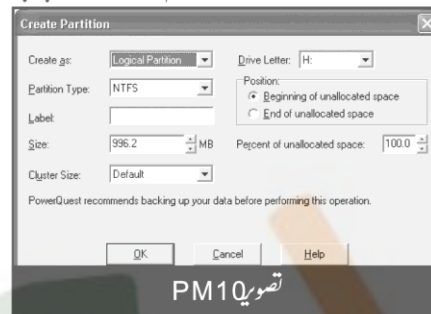 Create Partition
Create as: Logical Partition Drive Letter: H:
Partition Type: NTFS Position:
Beginning of unallocated space
Label: End of unallocated space
Size: 996.2 MB Percent of unallocated space: 100.0
Cluster Size: Default
PowerQuest recommends backing up your data before performing this operation.
OK Cancel Help
تصویر PM10